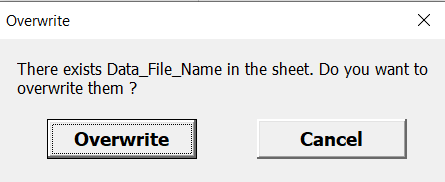 Overwrite
There exists Data_File_Name in the sheet. Do you want to
overwrite them ?
Overwrite
Cancel